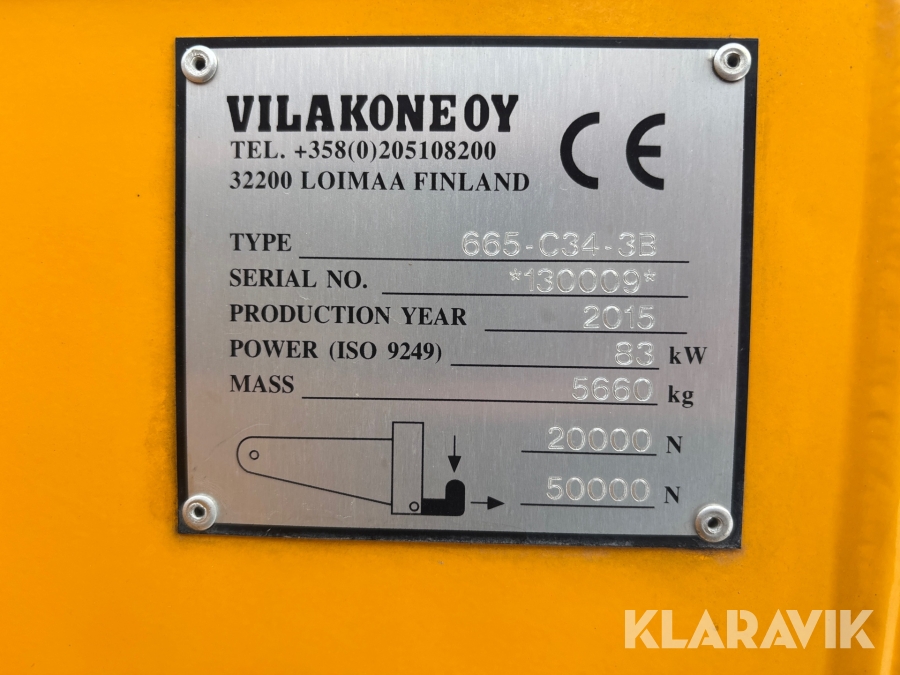 VILAKONE OY
TEL. +358(0)205108200
32200 LOIMAA FINLAND
CE
TYPE 665-C34-3B
SERIAL NO. *130009*
PRODUCTION YEAR 2015
POWER (ISO 9249) 83 kW
MASS 5660 kg
20000 N
50000 N
KLARAVIK